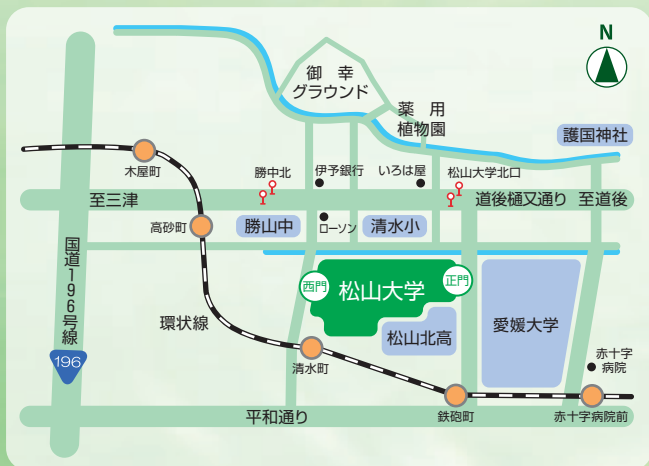 N
御幸
グラウンド
薬用
植物園
護国神社
木屋町
勝中北
伊予銀行
いろは屋
松山大学北口
至三津
道後樋又通り
至道後
高砂町
勝山中
ローソン
清水小
国道196号線
西門
松山大学
正門
環状線
松山北高
愛媛大学
196
清水町
赤十字
病院
平和通り
鉄砲町
赤十字病院前